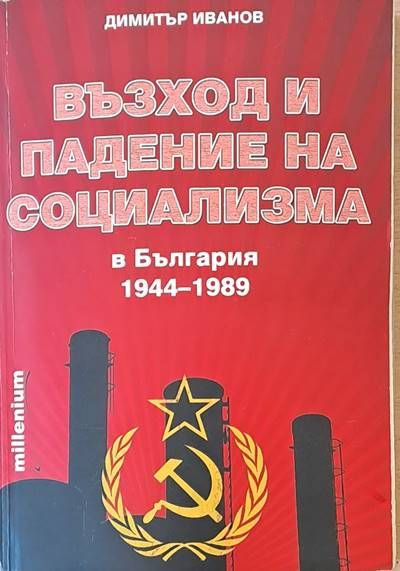 ДИМИТЪР ИВАНОВ
ВЪЗХОД И
ПАДЕНИЕ НА
СОЦИАЛИЗМА
в България
1944–1989
millenium